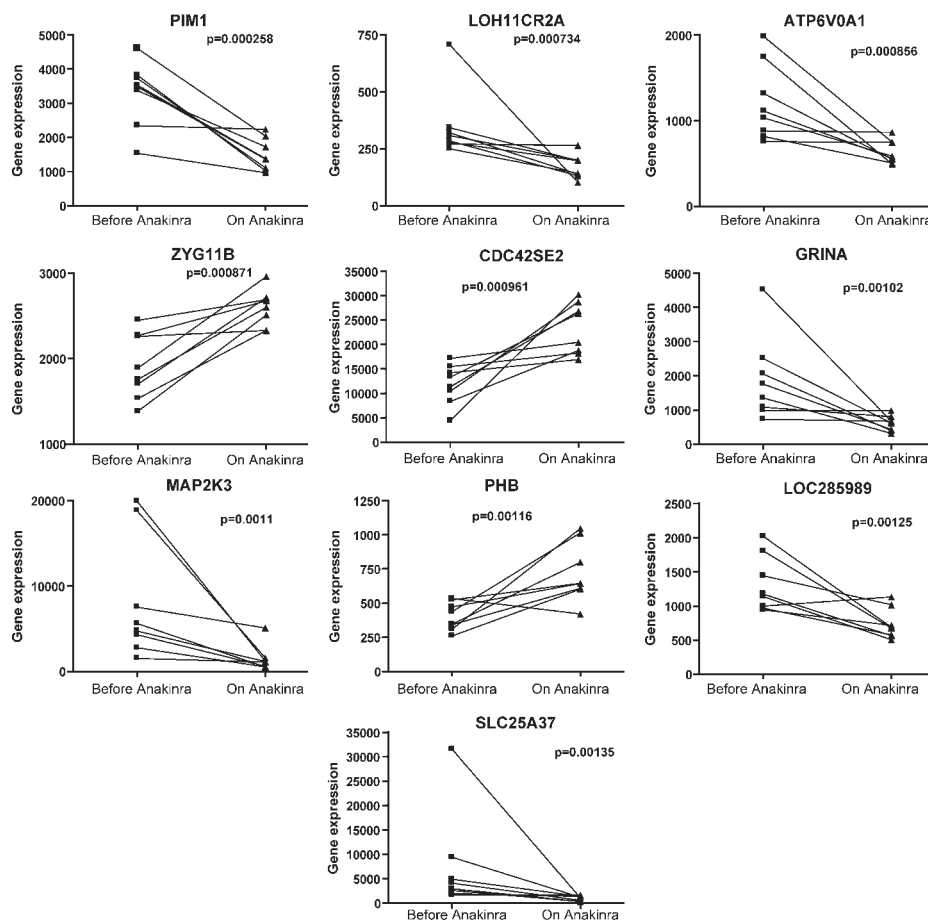 PIM1
p=0.000258
Gene expression
5000
4000
3000
2000
1000
0
Before Anakinra On Anakinra
LOH11CR2A
p=0.000734
Gene expression
750
500
250
0
Before Anakinra On Anakinra
ATP6V0A1
p=0.000856
Gene expression
2000
1000
0
Before Anakinra On Anakinra
ZYG11B
p=0.000871
Gene expression
3000
2000
1000
Before Anakinra On Anakinra
CDC42SE2
p=0.000961
Gene expression
35000
30000
25000
20000
15000
10000
5000
0
Before Anakinra On Anakinra
GRINA
p=0.00102
Gene expression
5000
4000
3000
2000
1000
0
Before Anakinra On Anakinra
MAP2K3
p=0.0011
Gene expression
20000
10000
0
Before Anakinra On Anakinra
PHB
p=0.00116
Gene expression
1250
1000
750
500
250
0
Before Anakinra On Anakinra
LOC285989
p=0.00125
Gene expression
2500
2000
1500
1000
500
0
Before Anakinra On Anakinra
SLC25A37
p=0.00135
Gene expression
35000
30000
25000
20000
15000
10000
5000
0
Before Anakinra On Anakinra